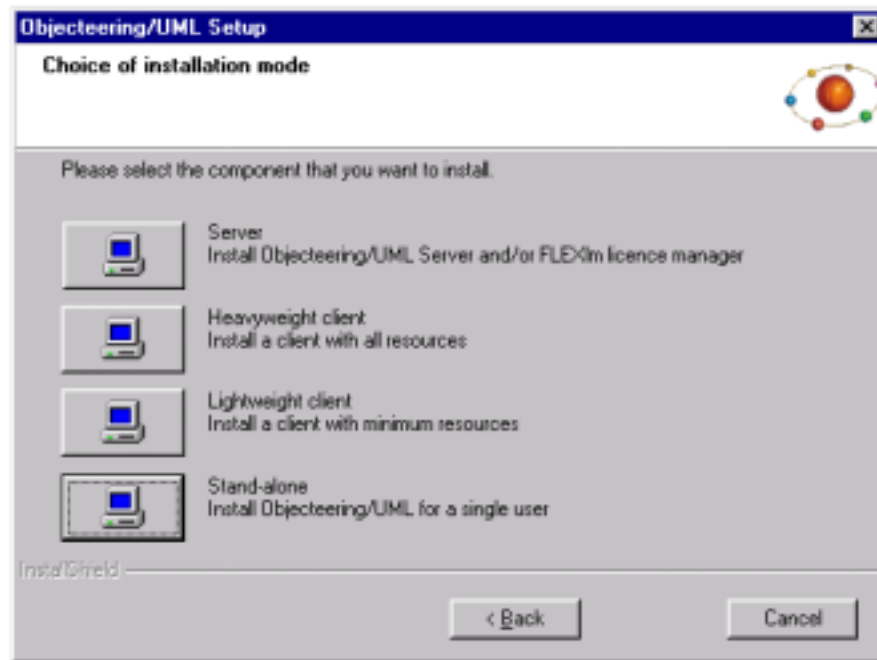 Objecteering/UML Setup
Choice of installation mode
Please select the component that you want to install.
Server
Install Objecteering/UML Server and/or FLEXlm licence manager
Heavyweight client
Install a client with all resources
Lightweight client
Install a client with minimum resources
Stand-alone
Install Objecteering/UML for a single user
InstallShield
< Back
Cancel